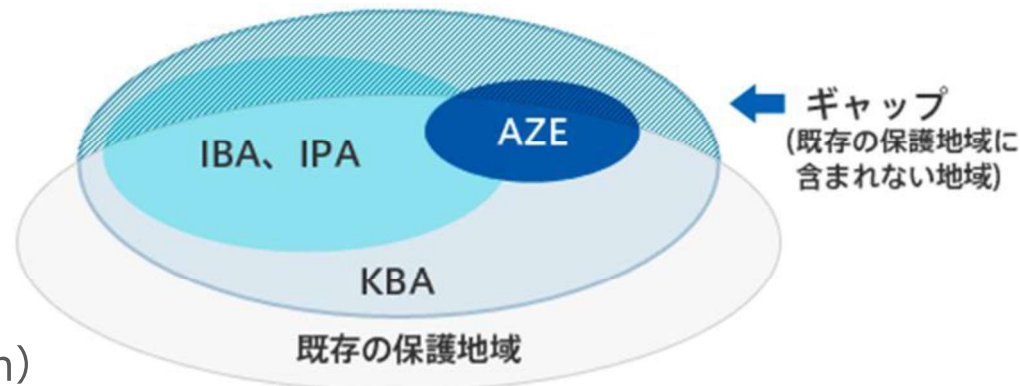 ギャップ
(既存の保護地域に
含まれない地域)
AZE
IBA、IPA
KBA
既存の保護地域
n)